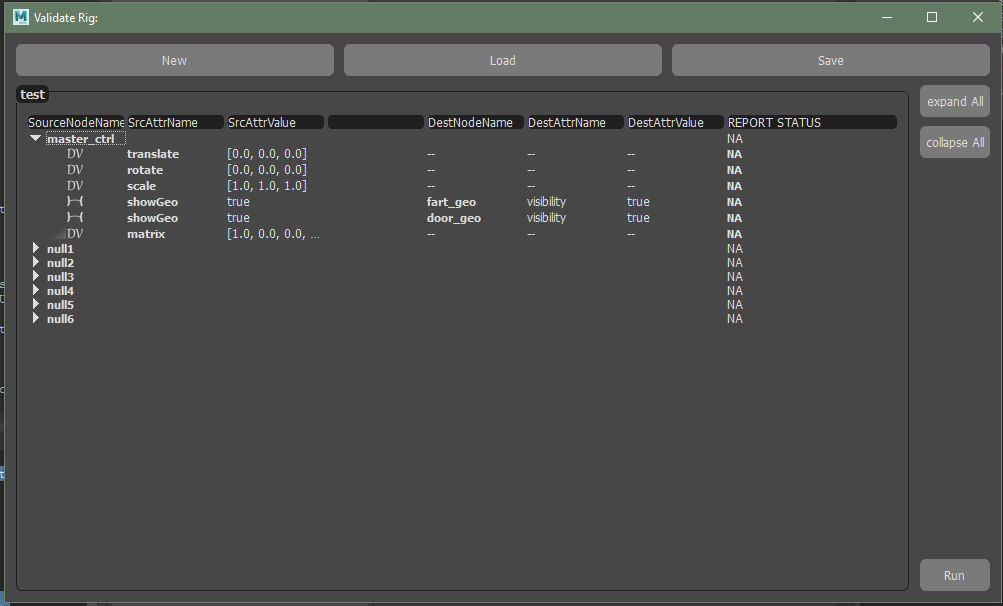 Validate Rig:
New Load Save
test
expand All
SourceNodeName SrcAttrName SrcAttrValue DestNodeName DestAttrName DestAttrValue REPORT STATUS
master_ctrl NA
collapse All
DV translate [0.0, 0.0, 0.0] -- -- -- NA
DV rotate [0.0, 0.0, 0.0] -- -- -- NA
DV scale [1.0, 1.0, 1.0] -- -- -- NA
showGeo true fart_geo visibility true NA
showGeo true door_geo visibility true NA
DV matrix [1.0, 0.0, 0.0, ... -- -- -- NA
null1 NA
null2 NA
null3 NA
null4 NA
null5 NA
null6 NA
Run